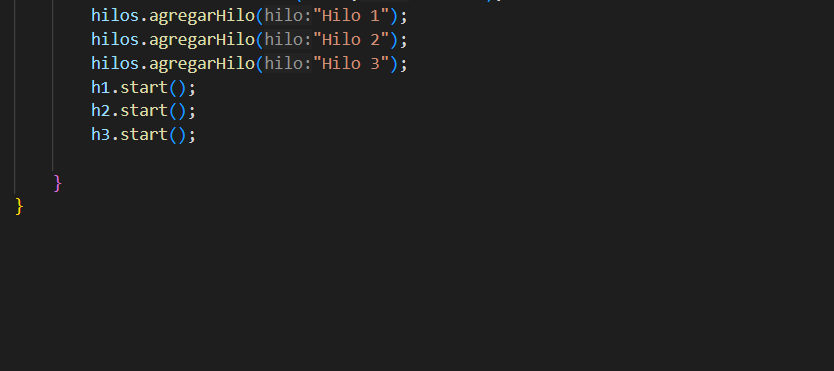 hilos.agregarHilo(hilo:"Hilo 1");
hilos.agregarHilo(hilo:"Hilo 2");
hilos.agregarHilo(hilo:"Hilo 3");
h1.start();
h2.start();
h3.start();
}
}